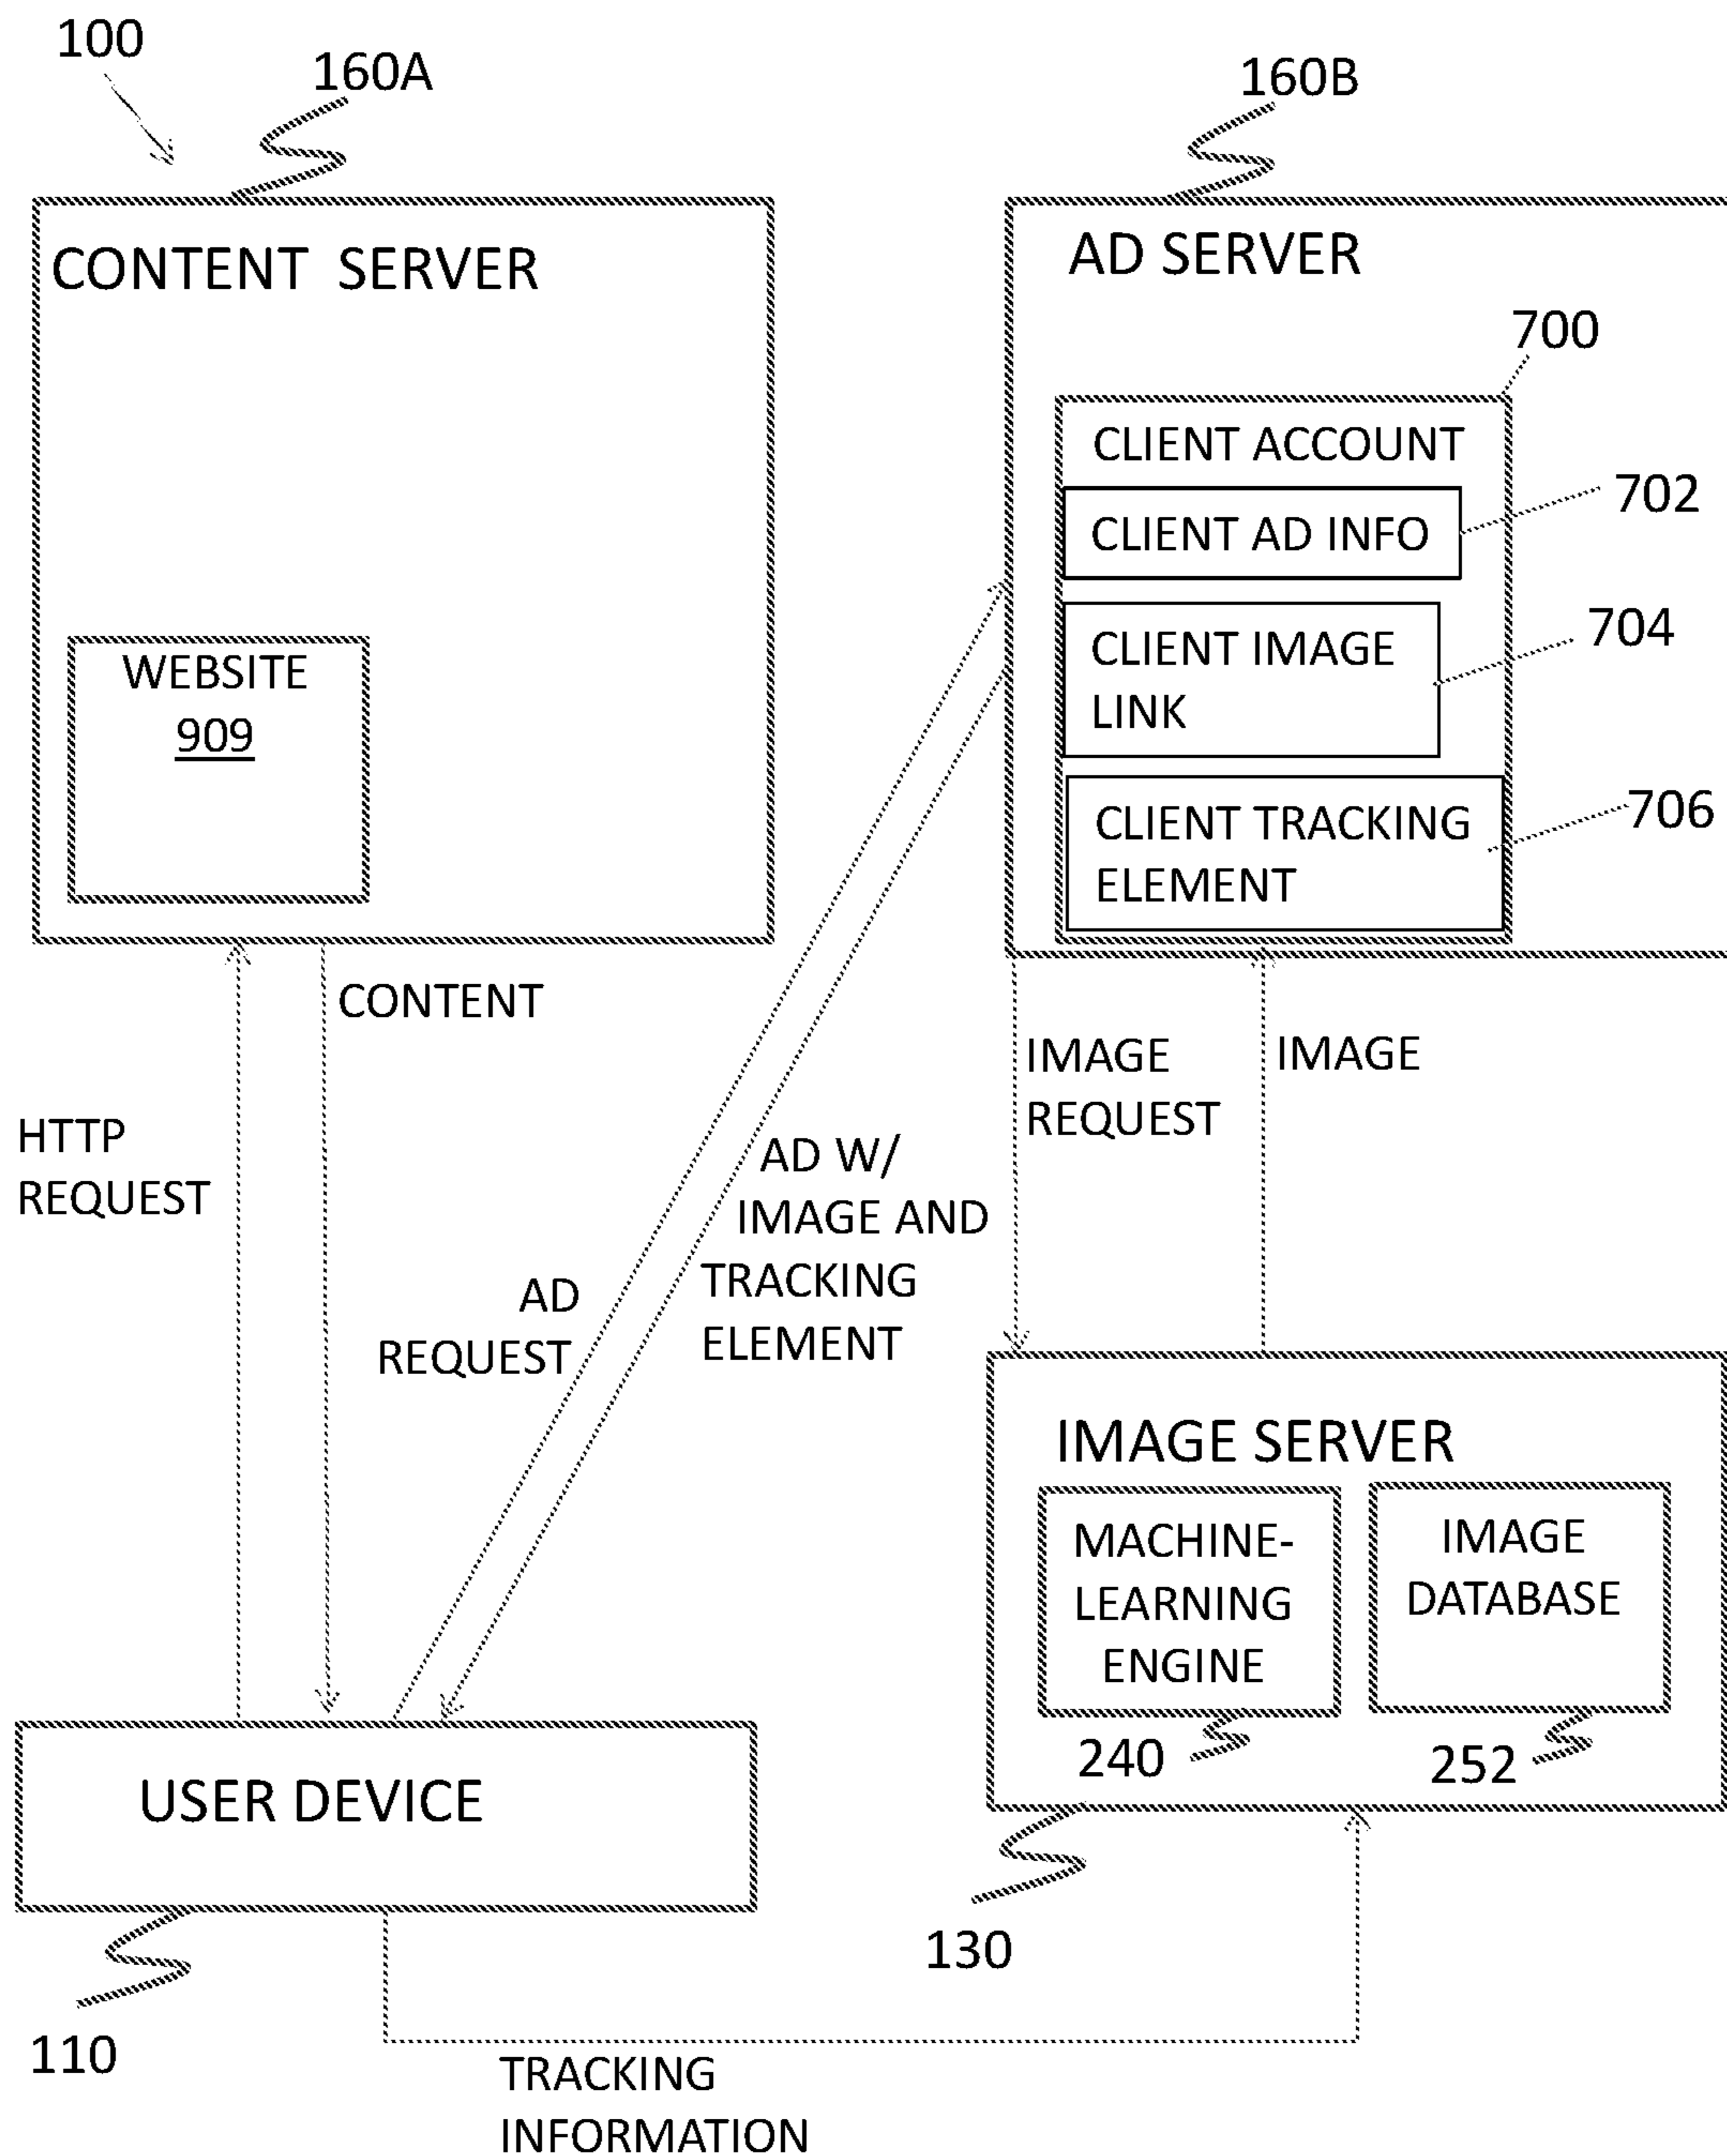 100
160A
160B
CONTENT SERVER
WEBSITE
909
AD SERVER
700
CLIENT ACCOUNT
CLIENT AD INFO
702
CLIENT IMAGE
LINK
704
CLIENT TRACKING
ELEMENT
706
HTTP
REQUEST
CONTENT
AD
REQUEST
AD W/
IMAGE AND
TRACKING
ELEMENT
IMAGE
REQUEST
IMAGE
IMAGE SERVER
MACHINE-
LEARNING
ENGINE
240
IMAGE
DATABASE
252
130
USER DEVICE
110
TRACKING
INFORMATION